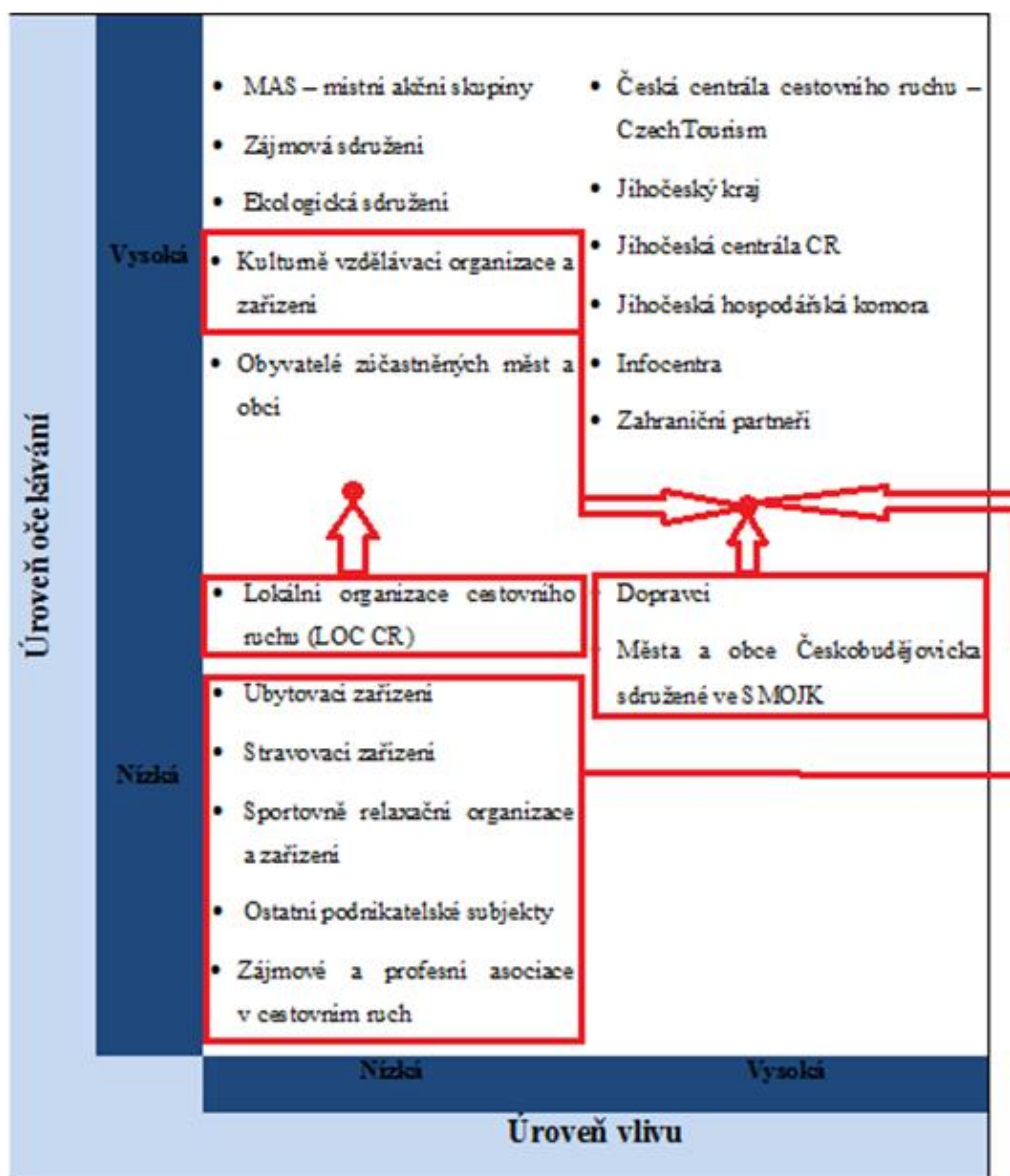 Úroveň očekávání
Vysoká
• MAS – místní akční skupiny
• Zájmová sdružení
• Ekologická sdružení
• Kulturně vzdělávací organizace a
zařízení
• Obyvatelé zúčastněných měst a
obcí
• Česká centrála cestovního ruchu –
CzechTourism
• Jihočeský kraj
• Jihočeská centrála CR
• Jihočeská hospodářská komora
• Infocentra
• Zahraniční partneři
Nízká
• Lokální organizace cestovního
ruchu (LOC CR)
• Ubytovací zařízení
• Stravovací zařízení
• Sportovně relaxační organizace
a zařízení
• Ostatní podnikatelské subjekty
• Zájmové a profesní asociace
v cestovním ruch
Dopravci
Města a obce Českobudějovicka
sdružené ve SMOJK
Nízká
Vysoká
Úroveň vlivu